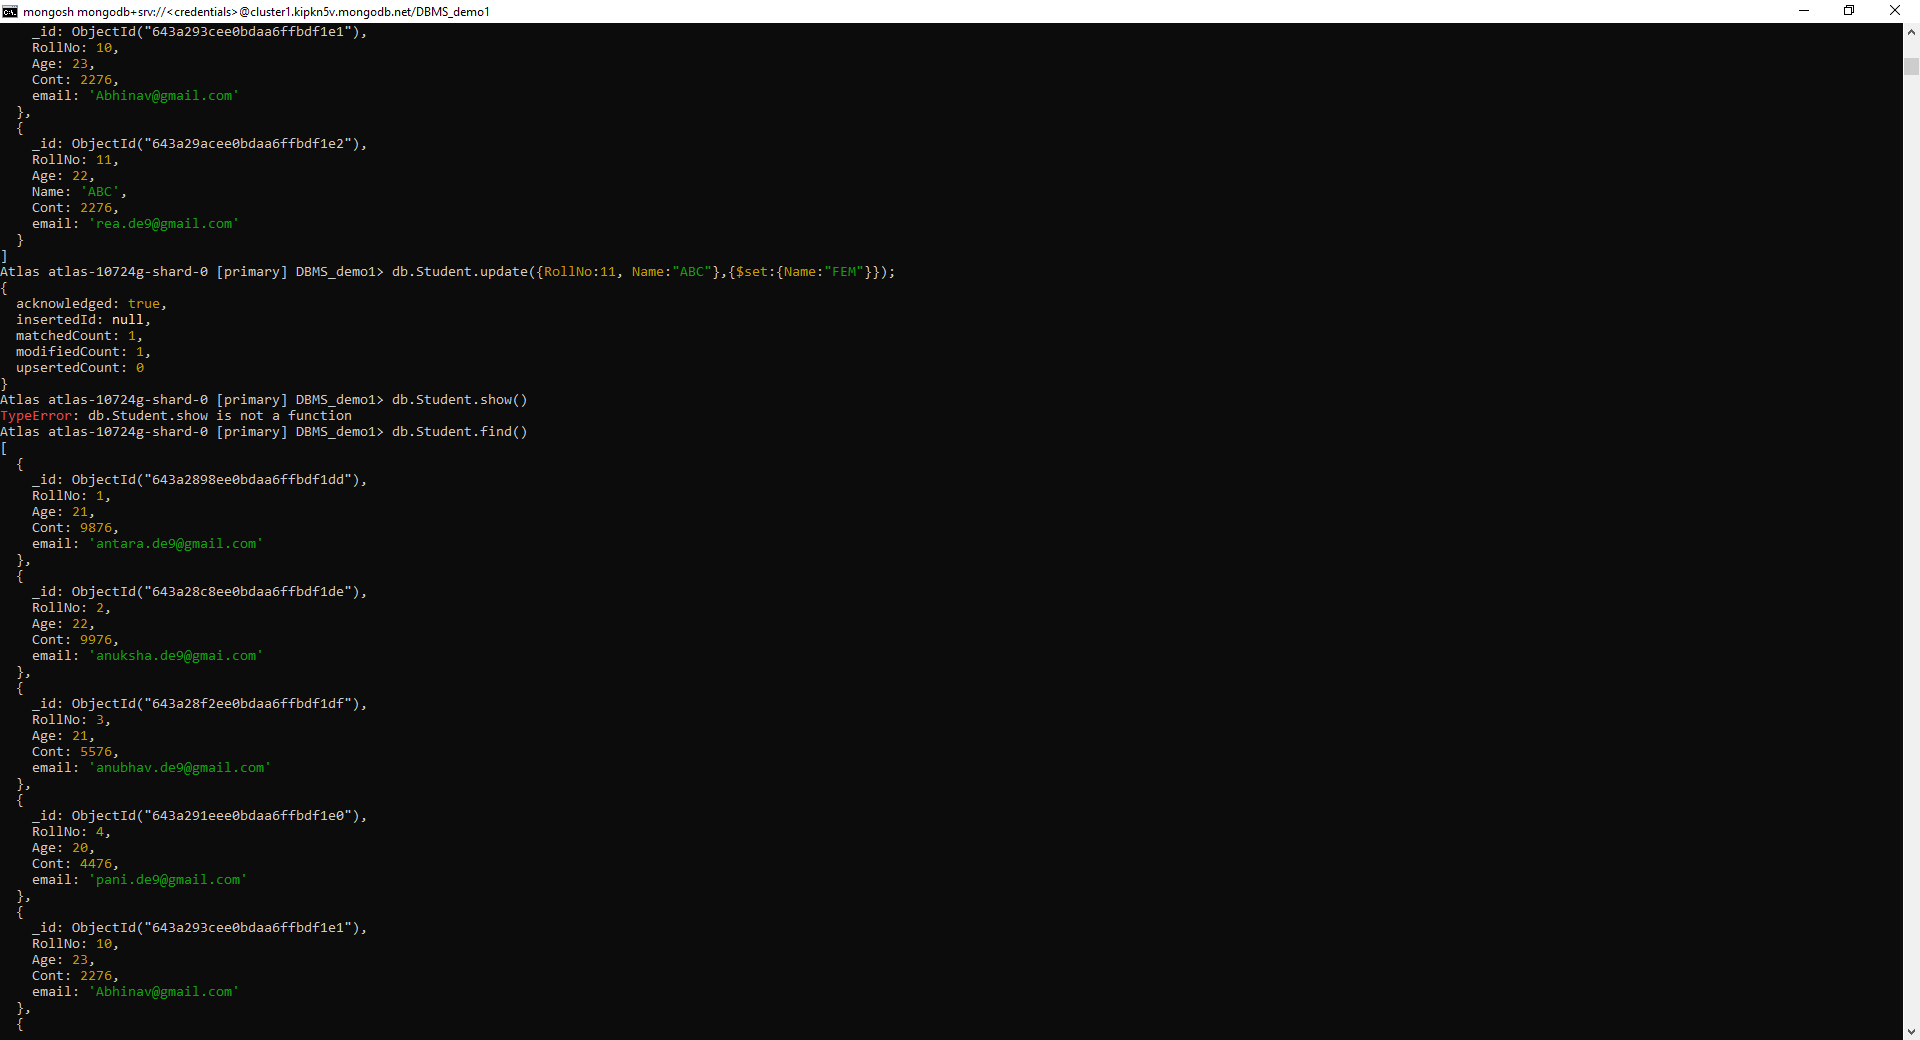 mongosh mongodb+srv://<credentials>@cluster1.kipkn5v.mongodb.net/DBMS_demo1
    _id: ObjectId("643a293cee0bdaa6ffbdf1e1"),
    RollNo: 10,
    Age: 23,
    Cont: 2276,
    email: 'Abhinav@gmail.com'
  },
  {
    _id: ObjectId("643a29acee0bdaa6ffbdf1e2"),
    RollNo: 11,
    Age: 22,
    Name: 'ABC',
    Cont: 2276,
    email: 'rea.de9@gmail.com'
  }
]
Atlas atlas-10724g-shard-0 [primary] DBMS_demo1> db.Student.update({RollNo:11, Name:"ABC"},{$set:{Name:"FEM"}});
{
  acknowledged: true,
  insertedId: null,
  matchedCount: 1,
  modifiedCount: 1,
  upsertedCount: 0
}
Atlas atlas-10724g-shard-0 [primary] DBMS_demo1> db.Student.show()
TypeError: db.Student.show is not a function
Atlas atlas-10724g-shard-0 [primary] DBMS_demo1> db.Student.find()
[
  {
    _id: ObjectId("643a2898ee0bdaa6ffbdf1dd"),
    RollNo: 1,
    Age: 21,
    Cont: 9876,
    email: 'antara.de9@gmail.com'
  },
  {
    _id: ObjectId("643a28c8ee0bdaa6ffbdf1de"),
    RollNo: 2,
    Age: 22,
    Cont: 9976,
    email: 'anuksha.de9@gmai.com'
  },
  {
    _id: ObjectId("643a28f2ee0bdaa6ffbdf1df"),
    RollNo: 3,
    Age: 21,
    Cont: 5576,
    email: 'anubhav.de9@gmail.com'
  },
  {
    _id: ObjectId("643a291eee0bdaa6ffbdf1e0"),
    RollNo: 4,
    Age: 20,
    Cont: 4476,
    email: 'pani.de9@gmail.com'
  },
  {
    _id: ObjectId("643a293cee0bdaa6ffbdf1e1"),
    RollNo: 10,
    Age: 23,
    Cont: 2276,
    email: 'Abhinav@gmail.com'
  },
  {